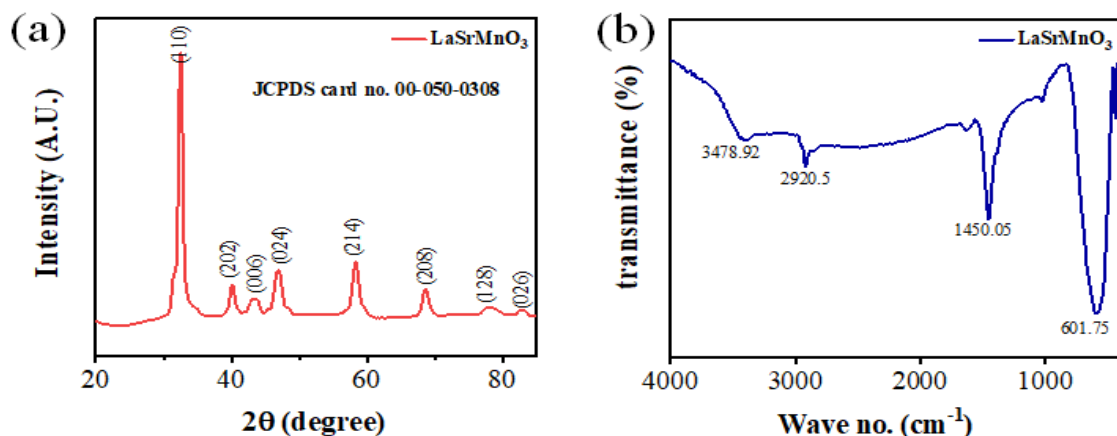 (a)
LaSrMnO₃
JCPDS card no. 00-050-0308
Intensity (A.U.)
(110)
(202)
(006)
(024)
(214)
(208)
(128)
(026)
20
40
60
80
2θ (degree)
(b)
LaSrMnO₃
transmittance (%)
3478.92
2920.5
1450.05
601.75
4000
3000
2000
1000
Wave no. (cm⁻¹)